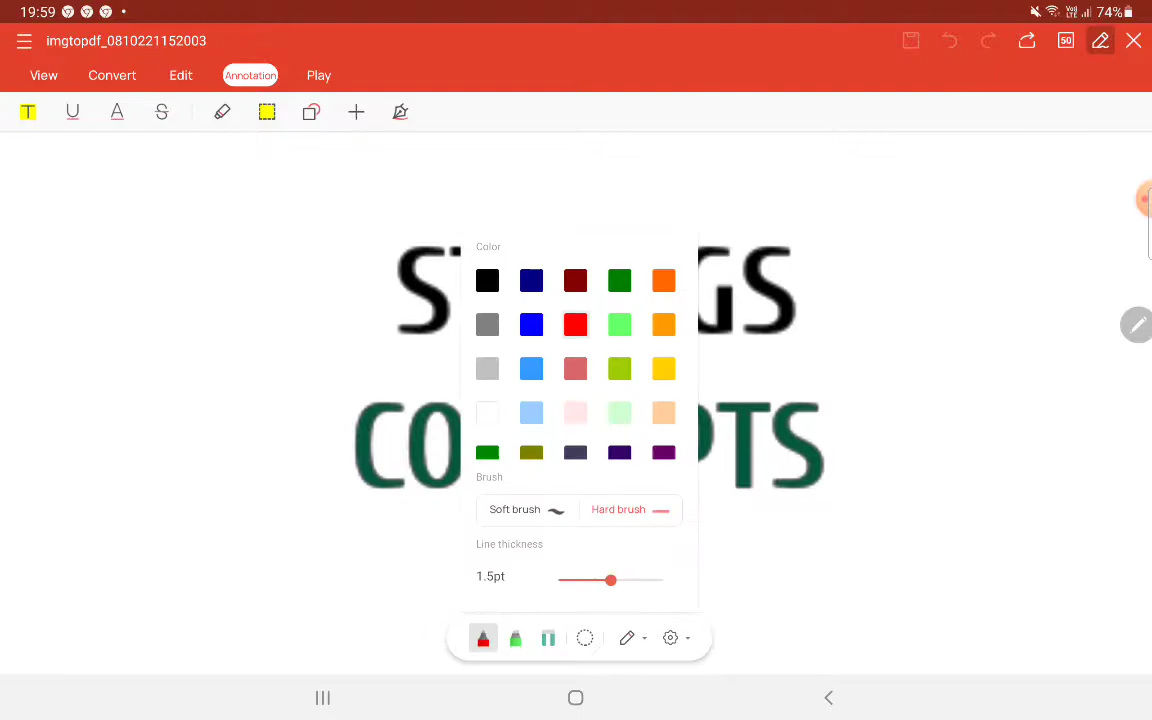 19:59 74%
imgtopdf_0810221152003 50
View Convert Edit Annotation Play
T U A S
Color
Brush
Soft brush Hard brush
Line thickness
1.5pt